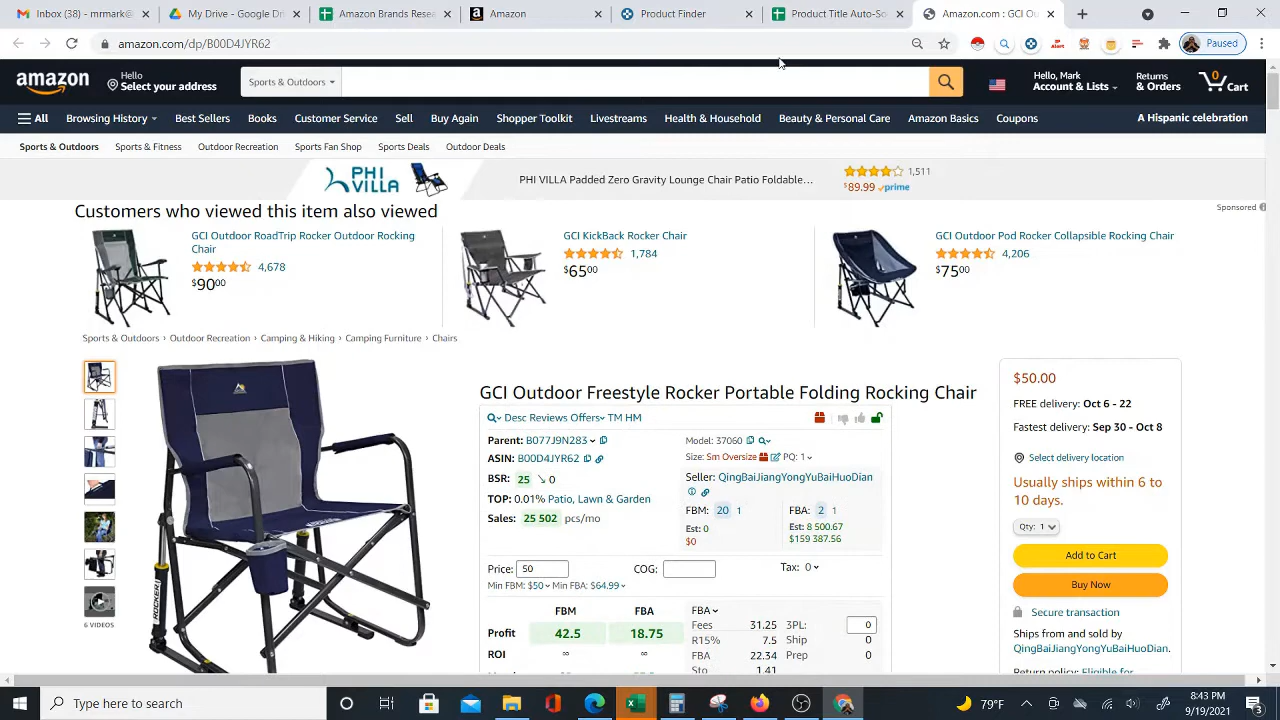 Inbox (10) - mrmark@
My Drive - Google Dri
Amazon Brands Rese
Amazon
Product Finder
Product Title Auto-So
Amazon.com : GCI O
amazon.com/dp/B00D4JYR62
Paused
amazon
Hello
Select your address
Sports & Outdoors
Hello, Mark
Account & Lists
Returns
& Orders
0
Cart
All
Browsing History
Best Sellers
Books
Customer Service
Sell
Buy Again
Shopper Toolkit
Livestreams
Health & Household
Beauty & Personal Care
Amazon Basics
Coupons
A Hispanic celebration
Sports & Outdoors
Sports & Fitness
Outdoor Recreation
Sports Fan Shop
Sports Deals
Outdoor Deals
PHI
VILLA
PHI VILLA Padded Zero Gravity Lounge Chair Patio Foldable...
1,511
$89.99 prime
Customers who viewed this item also viewed
Sponsored
GCI Outdoor RoadTrip Rocker Outdoor Rocking
Chair
4,678
$90.00
GCI KickBack Rocker Chair
1,784
$65.00
GCI Outdoor Pod Rocker Collapsible Rocking Chair
4,206
$75.00
Sports & Outdoors › Outdoor Recreation › Camping & Hiking › Camping Furniture › Chairs
6 VIDEOS
ROCKER
GCI Outdoor Freestyle Rocker Portable Folding Rocking Chair
Desc Reviews Offers TM HM
Parent: B077J9N283
ASIN: B00D4JYR62
BSR: 25 ↘ 0
TOP: 0.01% Patio, Lawn & Garden
Sales: 25 502 pcs/mo
Model: 37060
Size: Sm Oversize PQ: 1
Seller: QingBaiJiangYongYuBaiHuoDian
FBM: 20 1
Est: 0
$0
FBA: 2 1
Est: 8 500.67
$159 387.56
Price: 50
COG:
Tax: 0
Min FBM: $50 Min FBA: $64.99
FBM
FBA
Profit
42.5
18.75
ROI
∞
∞
FBA
Fees 31.25
R15% 7.5
FBA 22.34
Sto 1.41
3PL: 0
Ship 0
Prep 0
$50.00
FREE delivery: Oct 6 - 22
Fastest delivery: Sep 30 - Oct 8
Select delivery location
Usually ships within 6 to
10 days.
Qty: 1
Add to Cart
Buy Now
Secure transaction
Ships from and sold by
QingBaiJiangYongYuBaiHuoDian.
Return policy: Eligible for
Type here to search
79°F
8:43 PM
9/19/2021
3